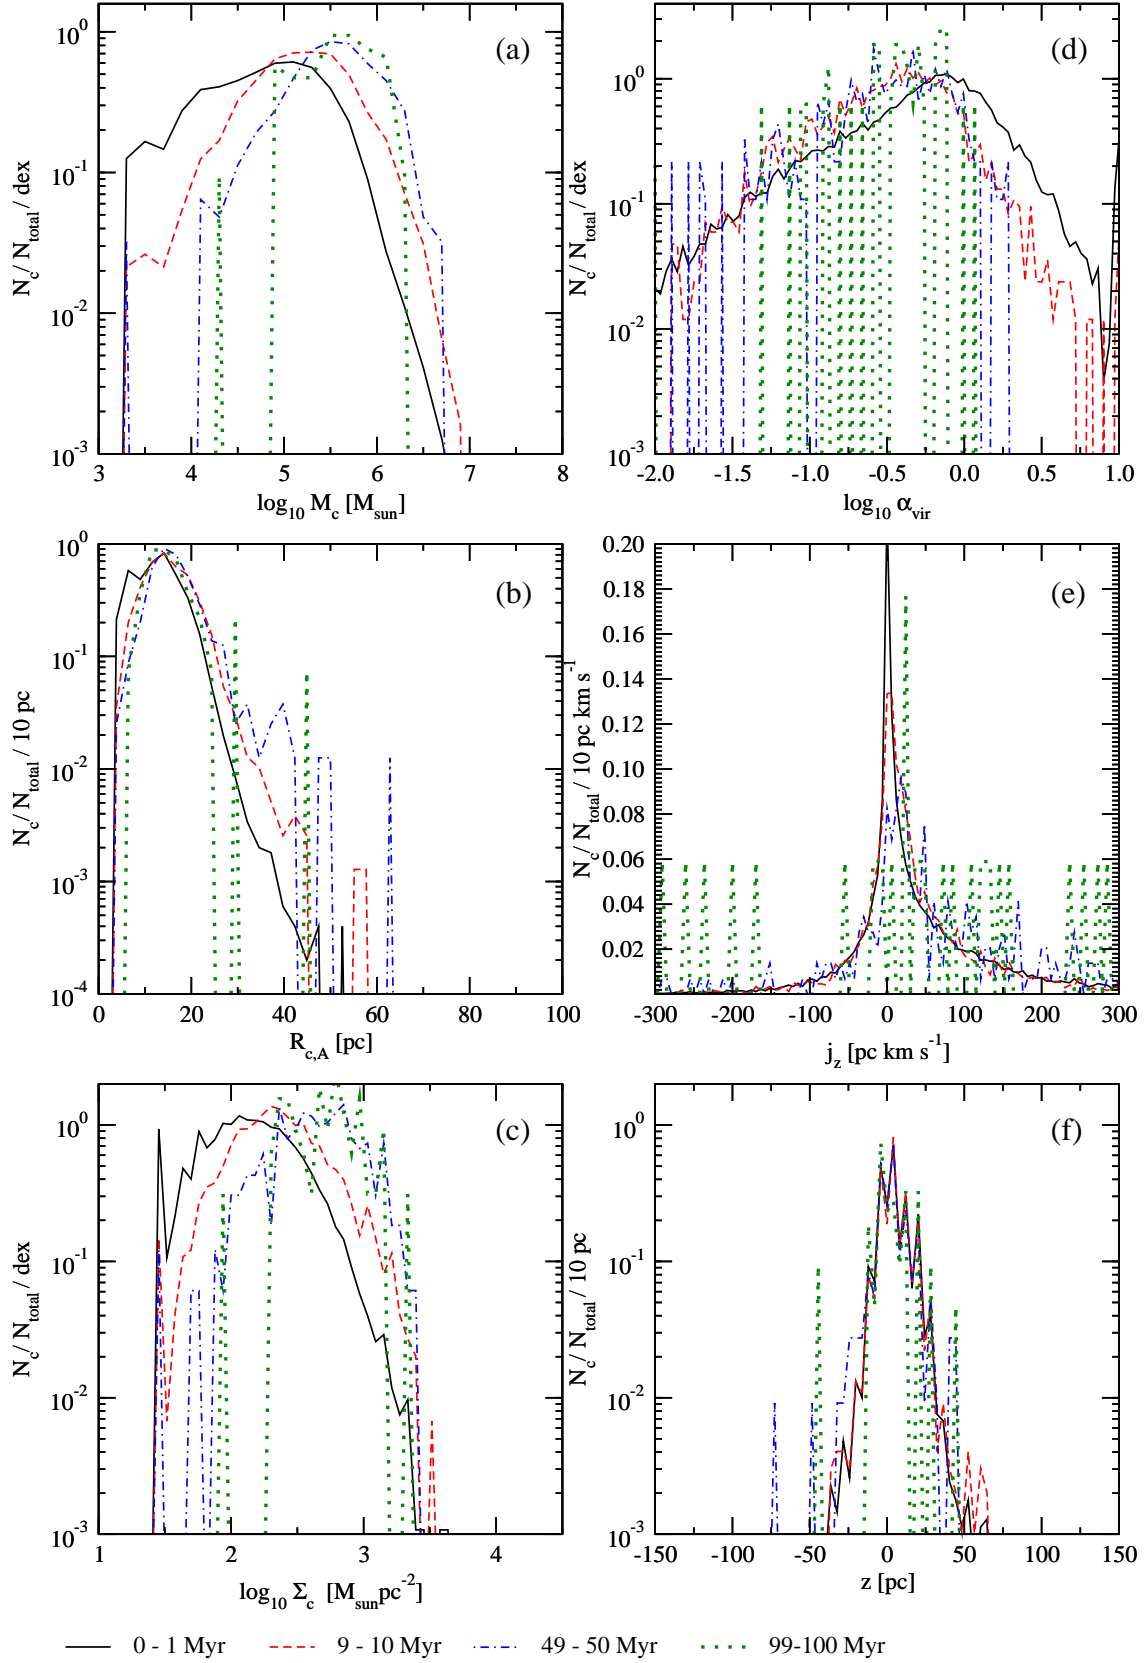 (a)
10^0
10^-1
10^-2
10^-3
3 4 5 6 7 8
N_c / N_total / dex
log_10 M_c [M_sun]
(d)
10^0
10^-1
10^-2
10^-3
-2.0 -1.5 -1.0 -0.5 0.0 0.5 1.0
N_c / N_total / dex
log_10 α_vir
(b)
10^0
10^-1
10^-2
10^-3
10^-4
0 20 40 60 80 100
N_c / N_total / 10 pc
R_c,A [pc]
(e)
0.20
0.18
0.16
0.14
0.12
0.10
0.08
0.06
0.04
0.02
-300 -200 -100 0 100 200 300
N_c / N_total / 10 pc km s^-1
j_z [pc km s^-1]
(c)
10^0
10^-1
10^-2
10^-3
1 2 3 4
N_c / N_total / dex
log_10 Σ_c [M_sun pc^-2]
(f)
10^0
10^-1
10^-2
10^-3
-150 -100 -50 0 50 100 150
N_c / N_total / 10 pc
z [pc]
0 - 1 Myr 9 - 10 Myr 49 - 50 Myr 99-100 Myr